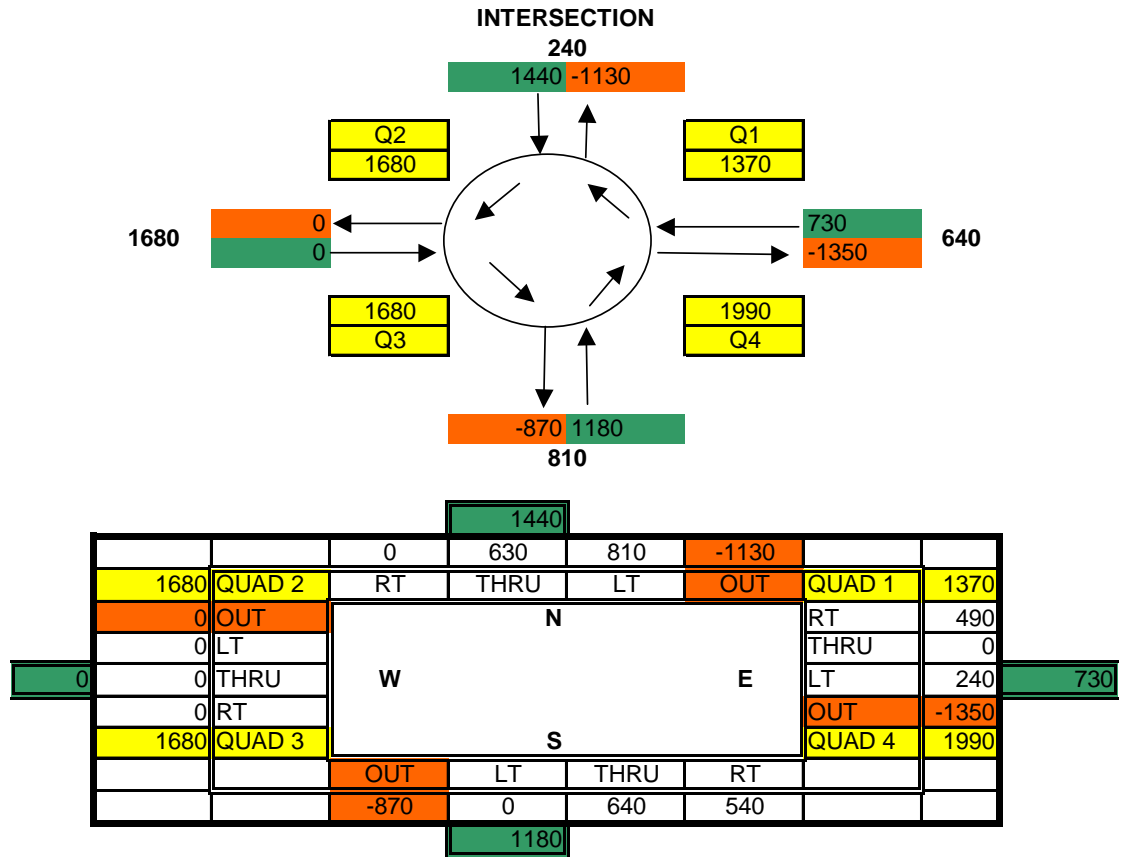 INTERSECTION
240
1440 -1130
Q2 Q1
1680 1370
1680 0 730 640
0 -1350
1680 1990
Q3 Q4
-870 1180
810
1440
0 630 810 -1130
1680 QUAD 2 RT THRU LT OUT QUAD 1 1370
0 OUT N RT 490
0 LT THRU 0
0 0 THRU W E LT 240 730
0 RT OUT -1350
1680 QUAD 3 S QUAD 4 1990
OUT LT THRU RT
-870 0 640 540
1180